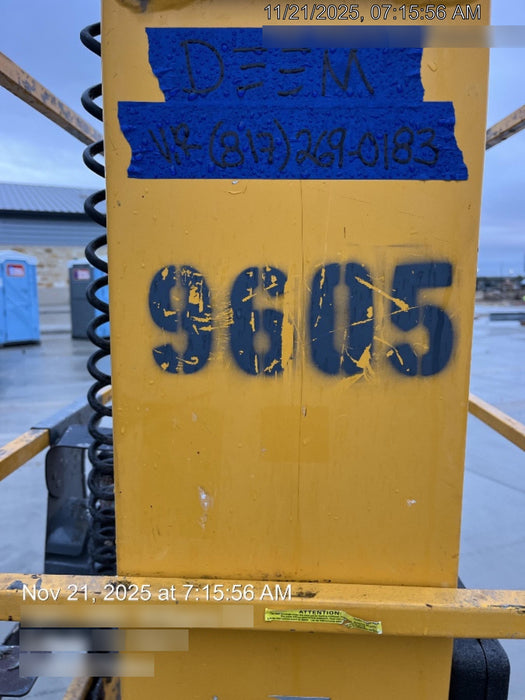 11/21/2025, 07:15:56 AM
DEEM
V.P-(817)269-0183
9605
Nov 21, 2025 at 7:15:56 AM
ATTENTION